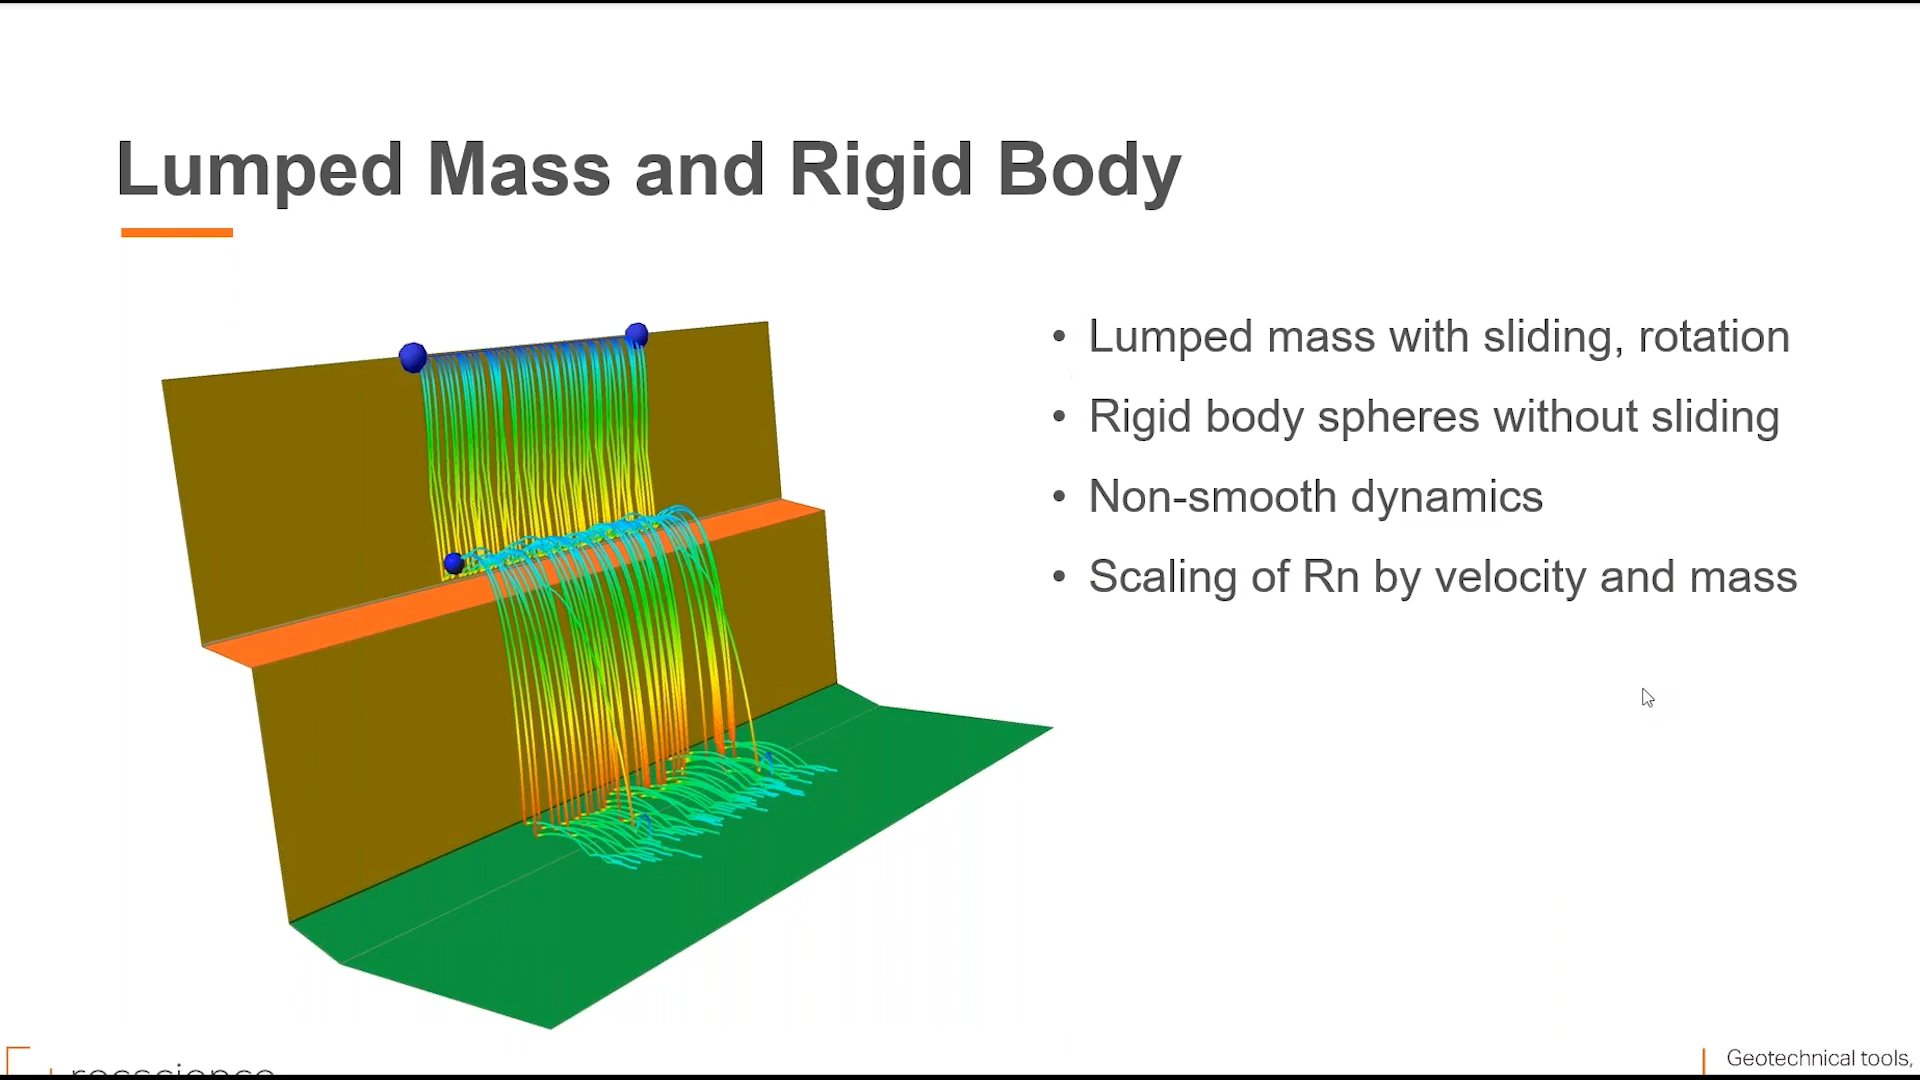 Lumped Mass and Rigid Body
• Lumped mass with sliding, rotation
• Rigid body spheres without sliding
• Non-smooth dynamics
• Scaling of Rn by velocity and mass
rocscience
Geotechnical tools,